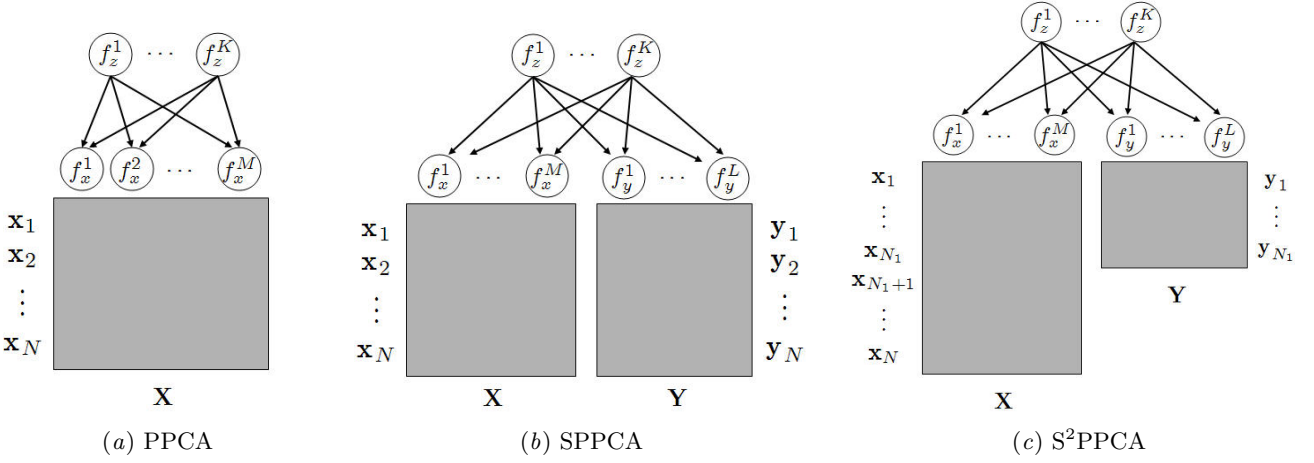 f_z^1 ⋯ f_z^K
f_x^1 f_x^2 ⋯ f_x^M
x_1
x_2
⋮
x_N
X
(a) PPCA
f_z^1 ⋯ f_z^K
f_x^1 ⋯ f_x^M f_y^1 ⋯ f_y^L
x_1 y_1
x_2 y_2
⋮ ⋮
x_N y_N
X Y
(b) SPPCA
f_z^1 ⋯ f_z^K
f_x^1 ⋯ f_x^M f_y^1 ⋯ f_y^L
x_1 y_1
⋮ ⋮
x_{N_1} y_{N_1}
x_{N_1+1}
Y
⋮
x_N
X
(c) S²PPCA